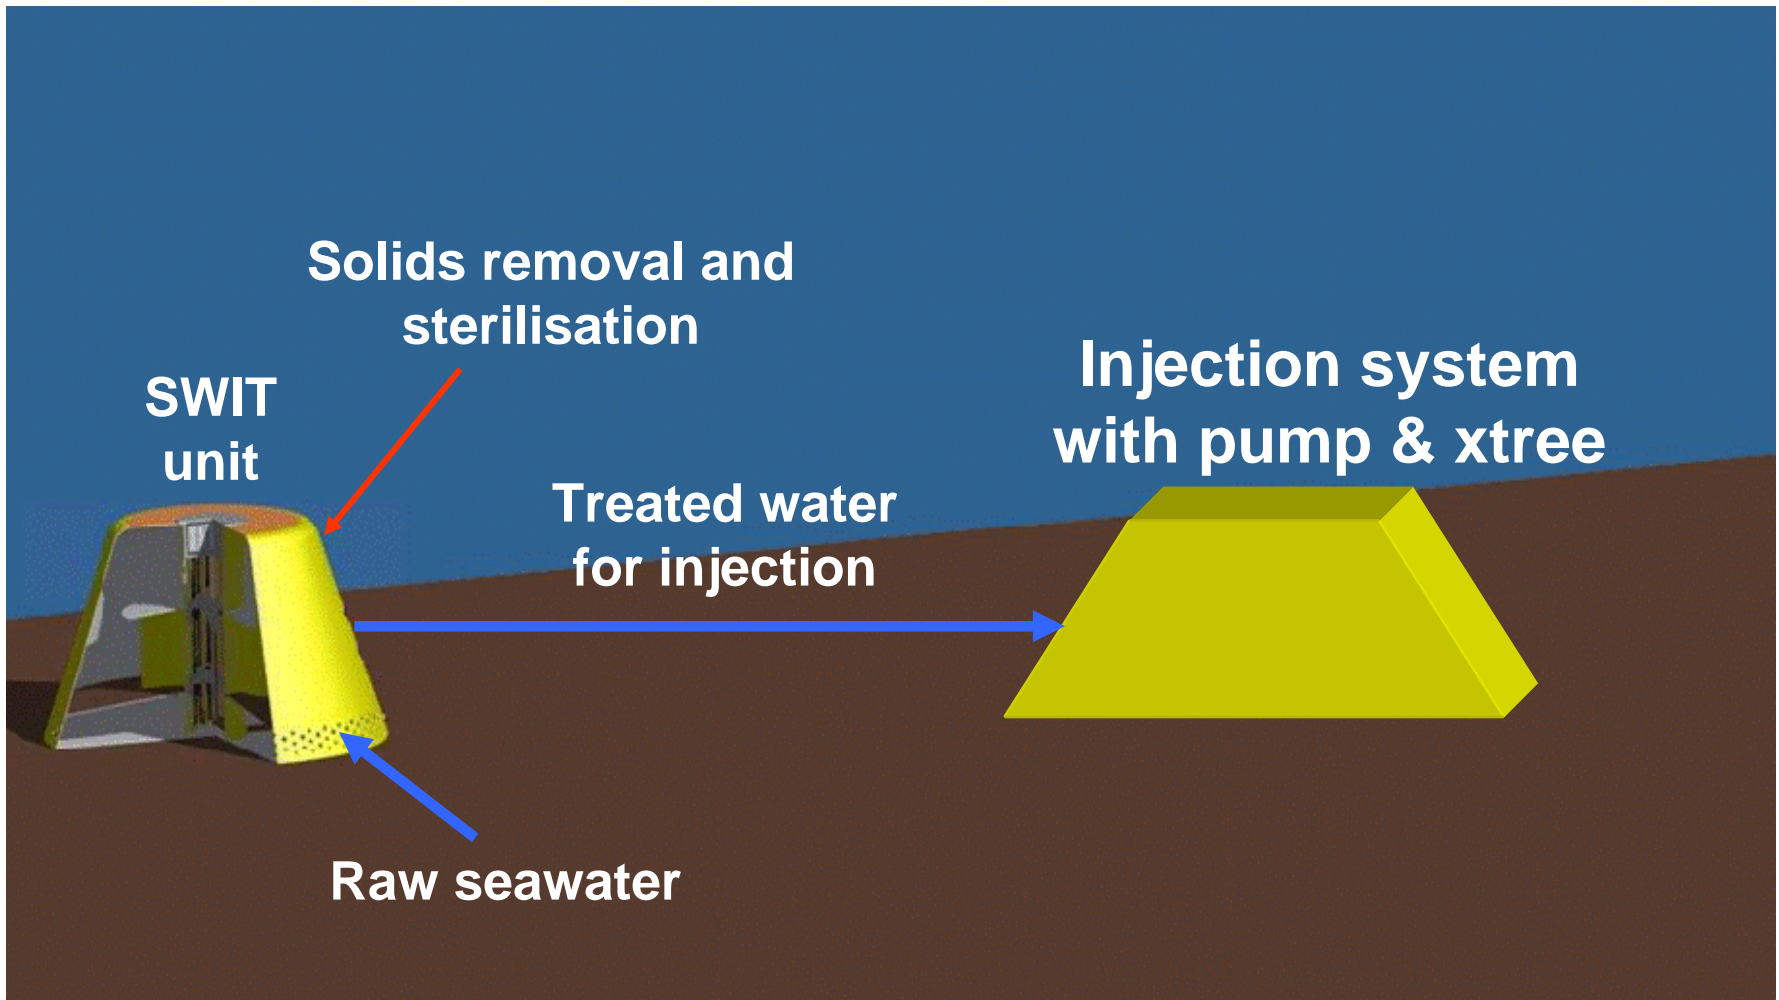 Solids removal and
sterilisation
SWIT
unit
Injection system
with pump & xtree
Treated water
for injection
Raw seawater